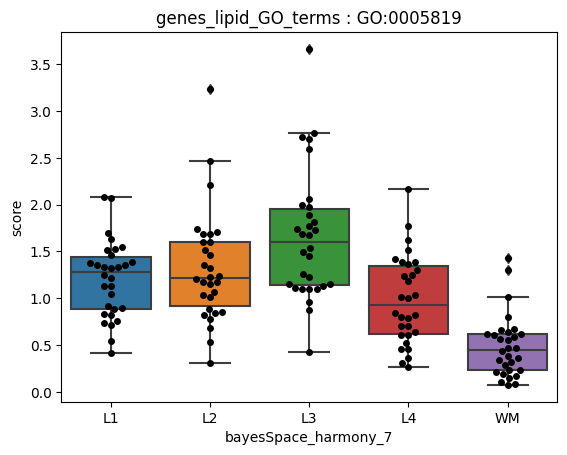 genes_lipid_GO_terms : GO:0005819
3.5
3.0
2.5
2.0
1.5
1.0
0.5
0.0
score
L1 L2 L3 L4 WM
bayesSpace_harmony_7